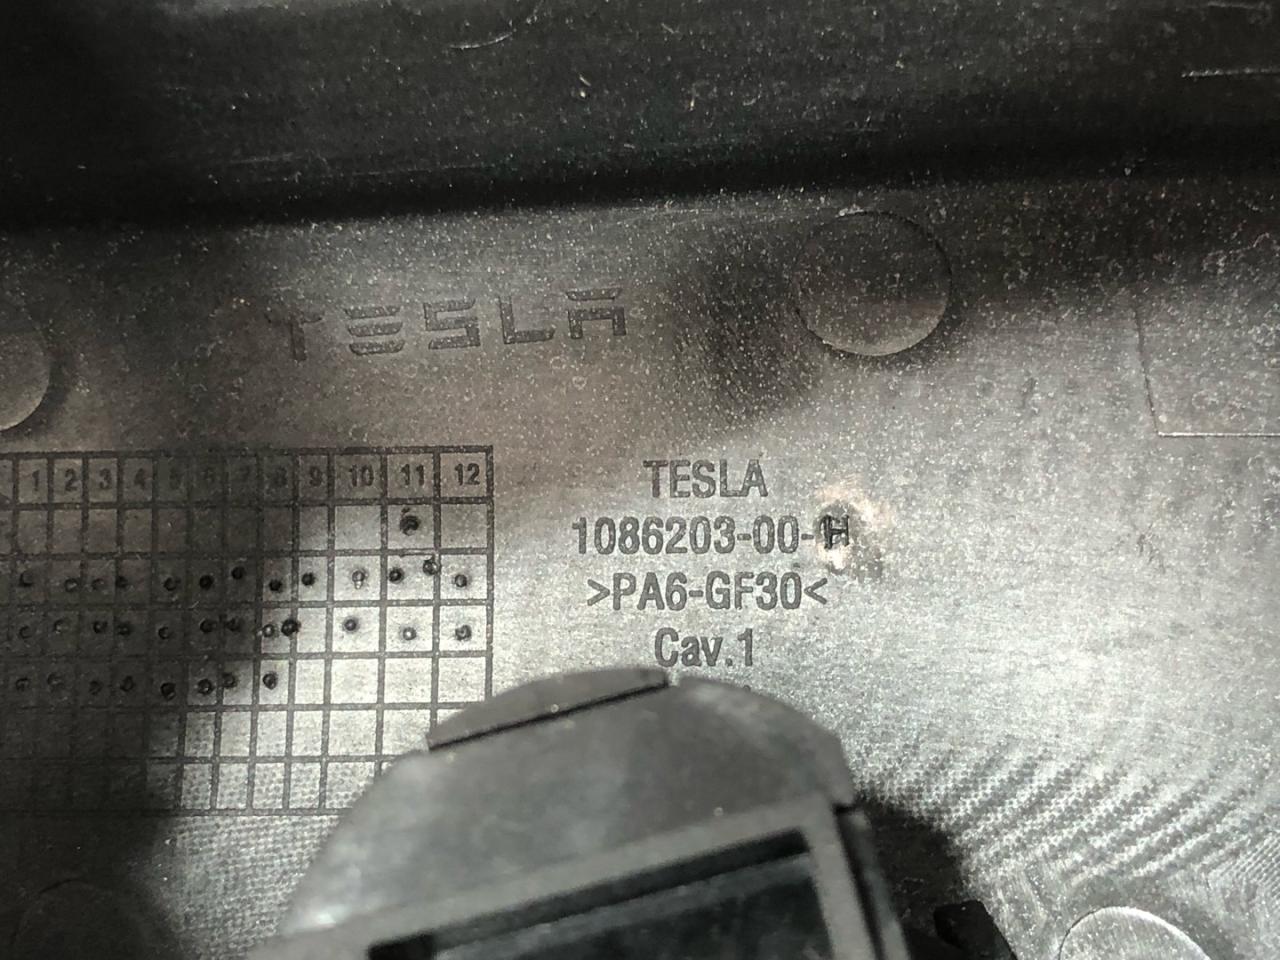 TESLA
1 2 3 4 5 6 7 8 9 10 11 12
TESLA
1086203-00-H
>PA6-GF30<
Cav.1